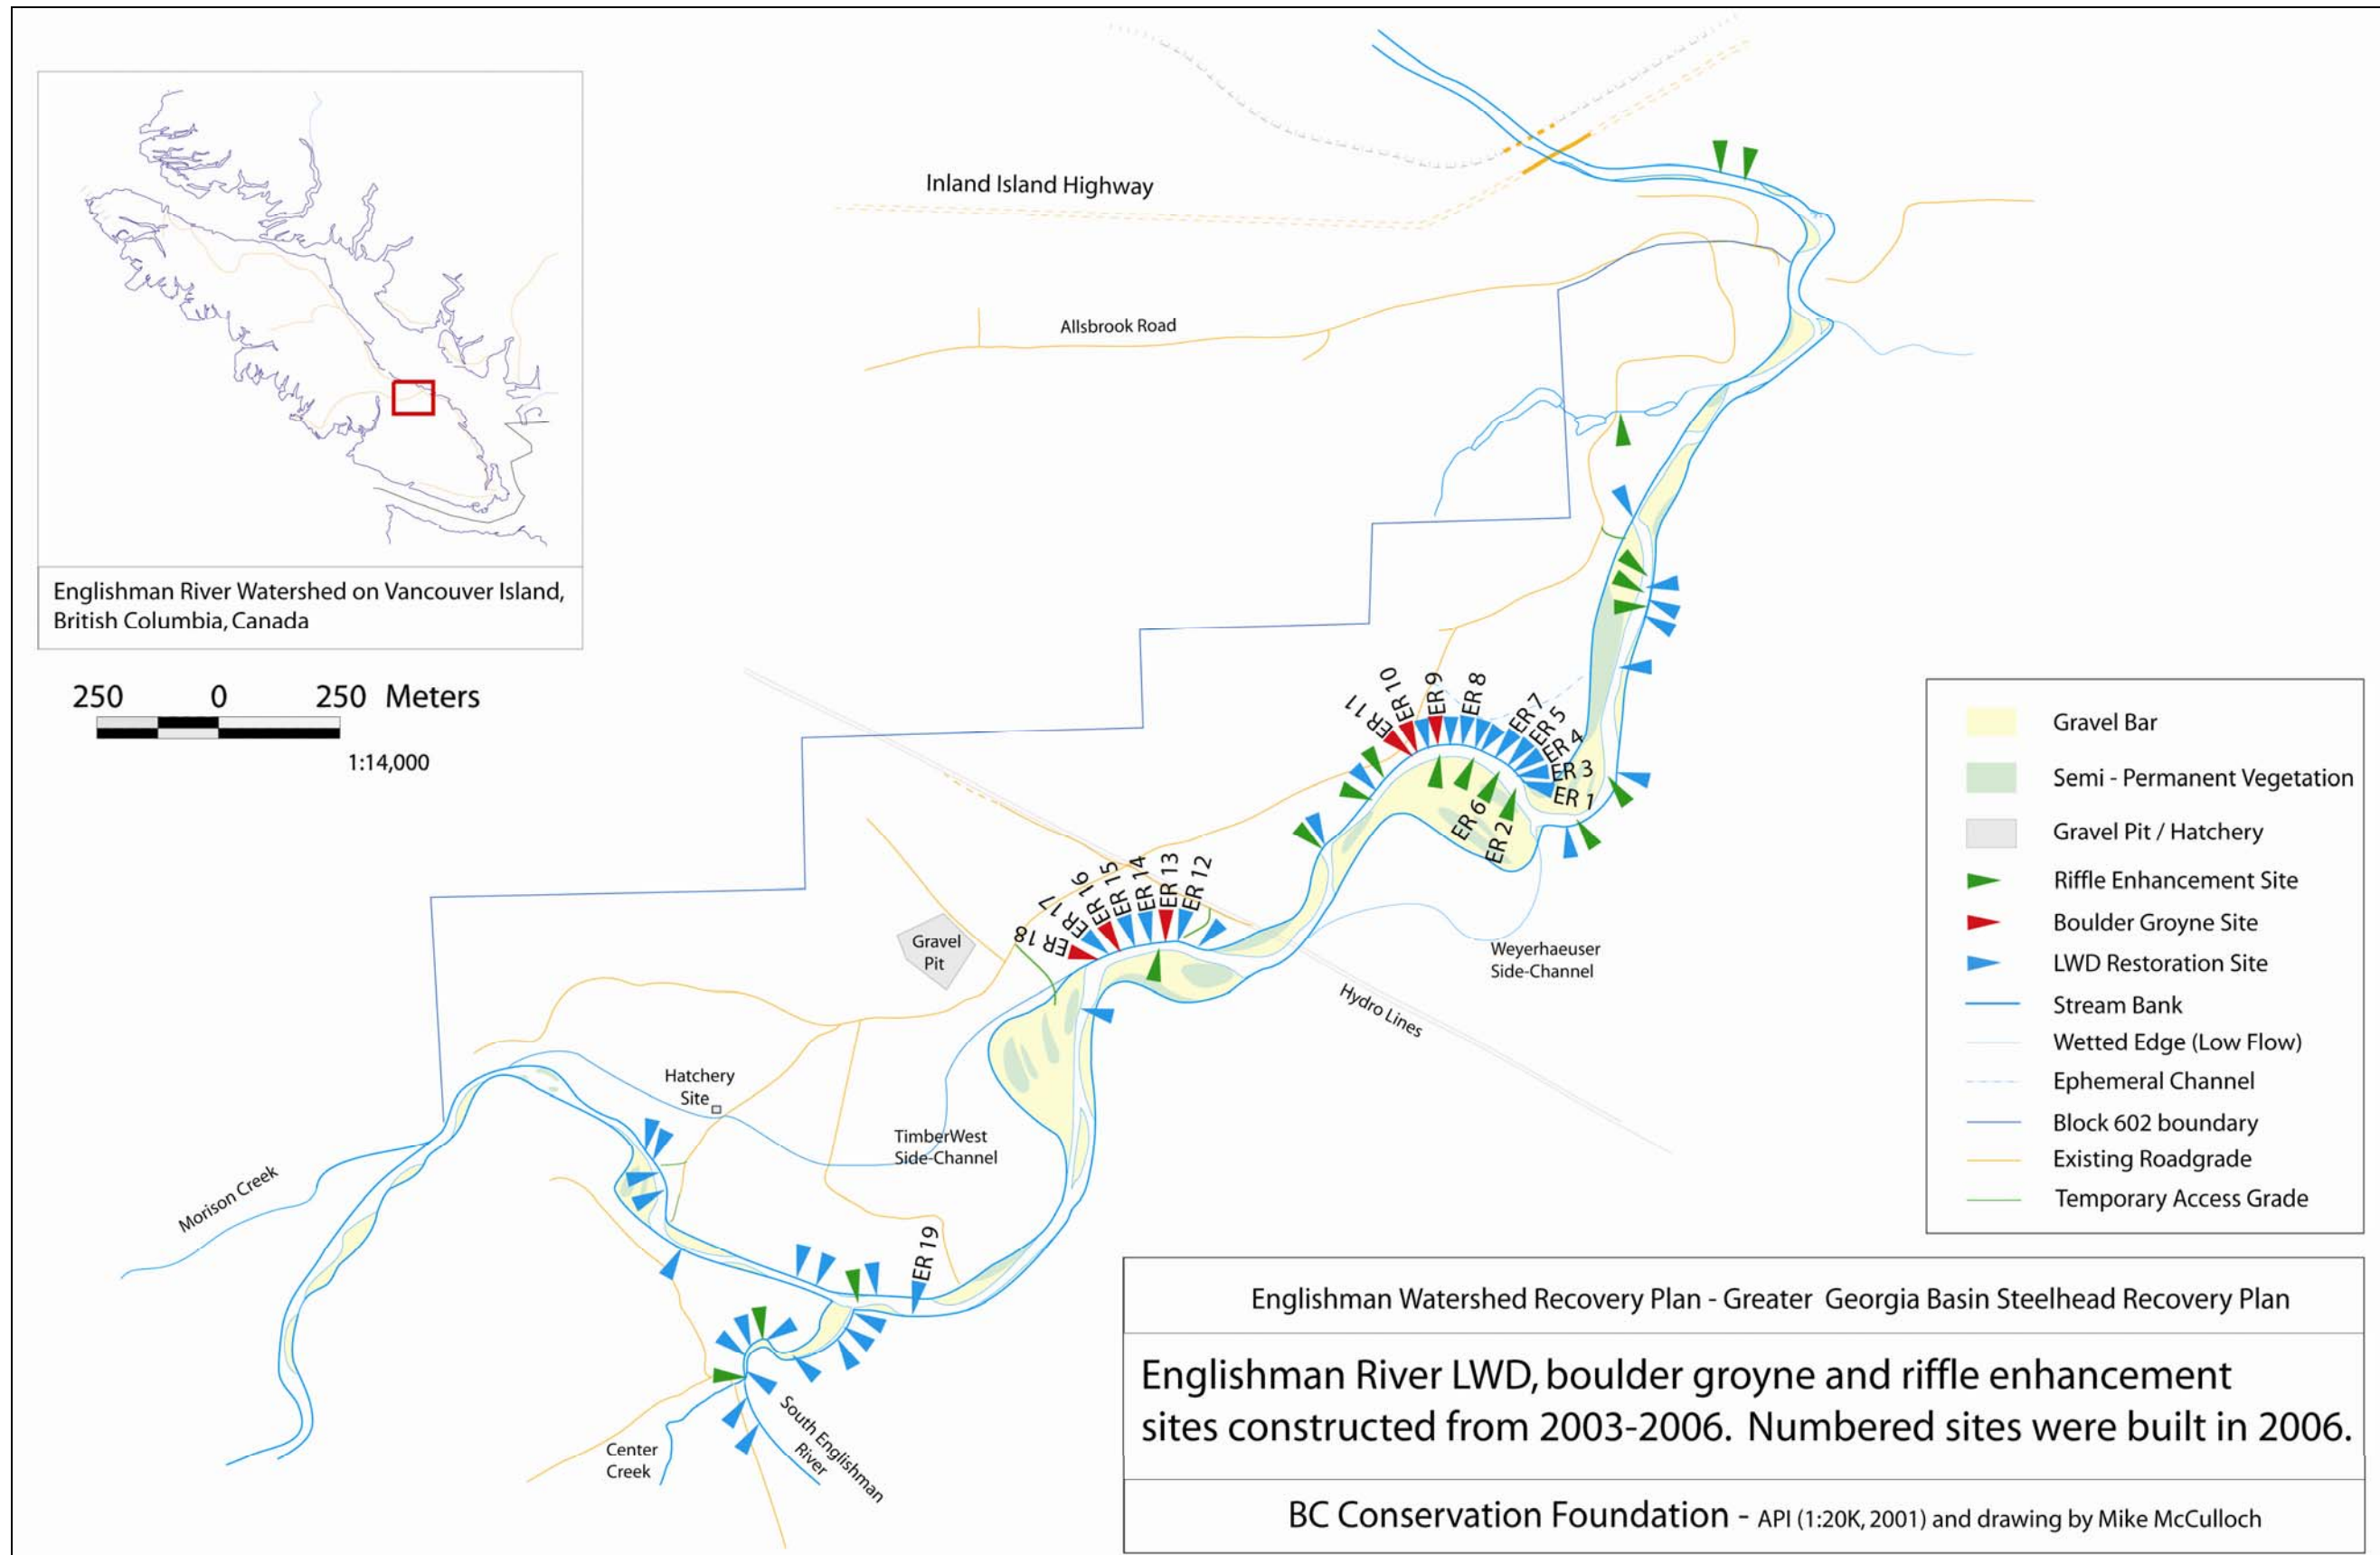 Inland Island Highway
Allsbrook Road
Englishman River Watershed on Vancouver Island,
British Columbia, Canada
250 0 250 Meters
1:14,000
ER 11
ER 10
ER 9
ER 8
ER 7
ER 5
ER 4
ER 3
ER 1
ER 6
ER 2
ER 18
ER 17
ER 16
ER 15
ER 14
ER 13
ER 12
Gravel
Pit
Weyerhaeuser
Side-Channel
Hydro Lines
Hatchery
Site
TimberWest
Side-Channel
Morison Creek
ER 19
South Englishman
River
Center
Creek
Gravel Bar
Semi - Permanent Vegetation
Gravel Pit / Hatchery
Riffle Enhancement Site
Boulder Groyne Site
LWD Restoration Site
Stream Bank
Wetted Edge (Low Flow)
Ephemeral Channel
Block 602 boundary
Existing Roadgrade
Temporary Access Grade
Englishman Watershed Recovery Plan - Greater Georgia Basin Steelhead Recovery Plan
Englishman River LWD, boulder groyne and riffle enhancement
sites constructed from 2003-2006. Numbered sites were built in 2006.
BC Conservation Foundation - API (1:20K, 2001) and drawing by Mike McCulloch